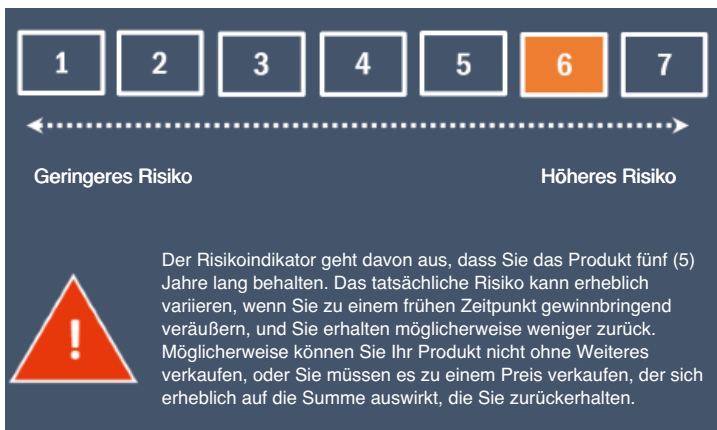 1 2 3 4 5 6 7
Geringeres Risiko Höheres Risiko
Der Risikoindikator geht davon aus, dass Sie das Produkt fünf (5)
Jahre lang behalten. Das tatsächliche Risiko kann erheblich
variieren, wenn Sie zu einem frühen Zeitpunkt gewinnbringend
veräußern, und Sie erhalten möglicherweise weniger zurück.
Möglicherweise können Sie Ihr Produkt nicht ohne Weiteres
verkaufen, oder Sie müssen es zu einem Preis verkaufen, der sich
erheblich auf die Summe auswirkt, die Sie zurückerhalten.
!